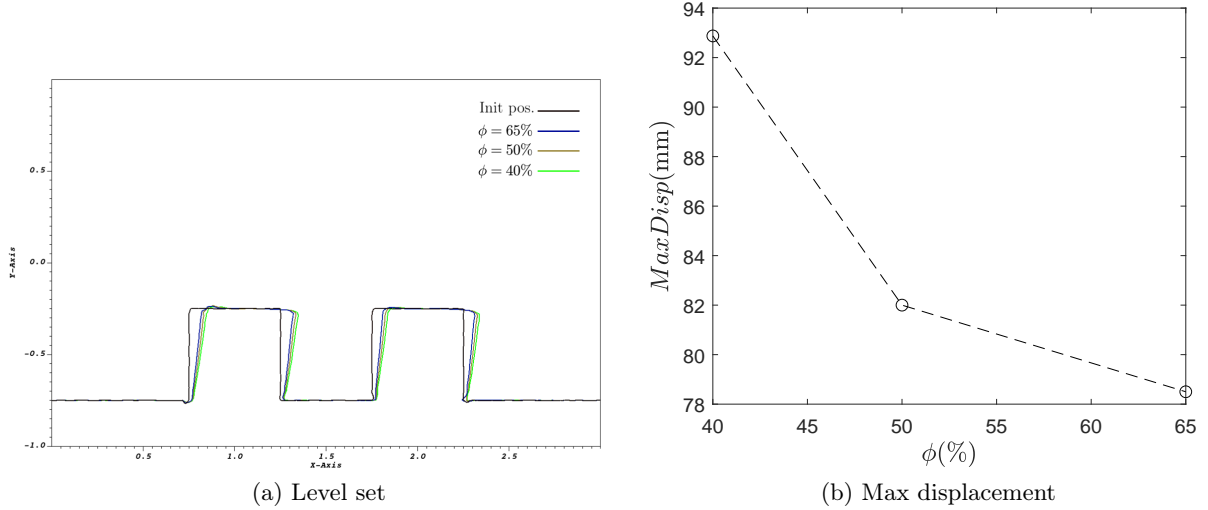 Init pos.
ϕ = 65%
ϕ = 50%
ϕ = 40%
0.5
0.0
-0.5
-1.0
Y-Axis
0.5 1.0 1.5 2.0 2.5
X-Axis
(a) Level set
94
92
90
88
86
84
82
80
78
MaxDisp(mm)
40 45 50 55 60 65
ϕ(%)
(b) Max displacement